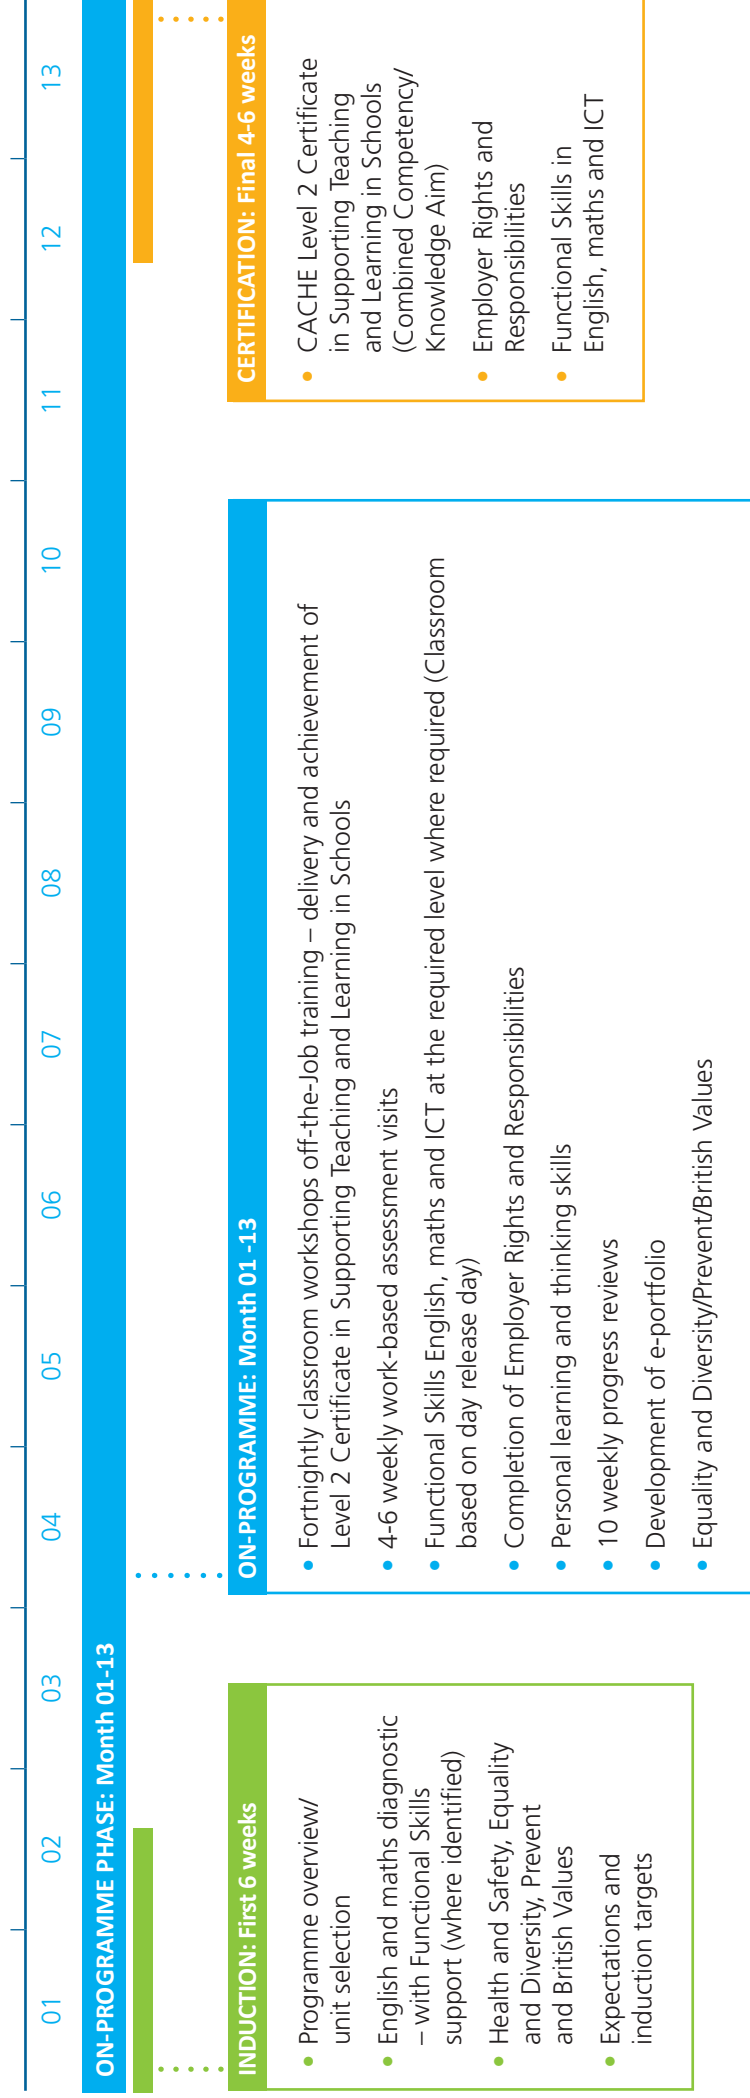 01 02 03 04 05 06 07 08 09 10 11 12 13
ON-PROGRAMME PHASE: Month 01-13
INDUCTION: First 6 weeks
• Programme overview/
unit selection
• English and maths diagnostic
– with Functional Skills
support (where identified)
• Health and Safety, Equality
and Diversity, Prevent
and British Values
• Expectations and
induction targets
ON-PROGRAMME: Month 01 -13
• Fortnightly classroom workshops off-the-Job training – delivery and achievement of
Level 2 Certificate in Supporting Teaching and Learning in Schools
• 4-6 weekly work-based assessment visits
• Functional Skills English, maths and ICT at the required level where required (Classroom
based on day release day)
• Completion of Employer Rights and Responsibilities
• Personal learning and thinking skills
• 10 weekly progress reviews
• Development of e-portfolio
• Equality and Diversity/Prevent/British Values
CERTIFICATION: Final 4-6 weeks
• CACHE Level 2 Certificate
in Supporting Teaching
and Learning in Schools
(Combined Competency/
Knowledge Aim)
• Employer Rights and
Responsibilities
• Functional Skills in
English, maths and ICT